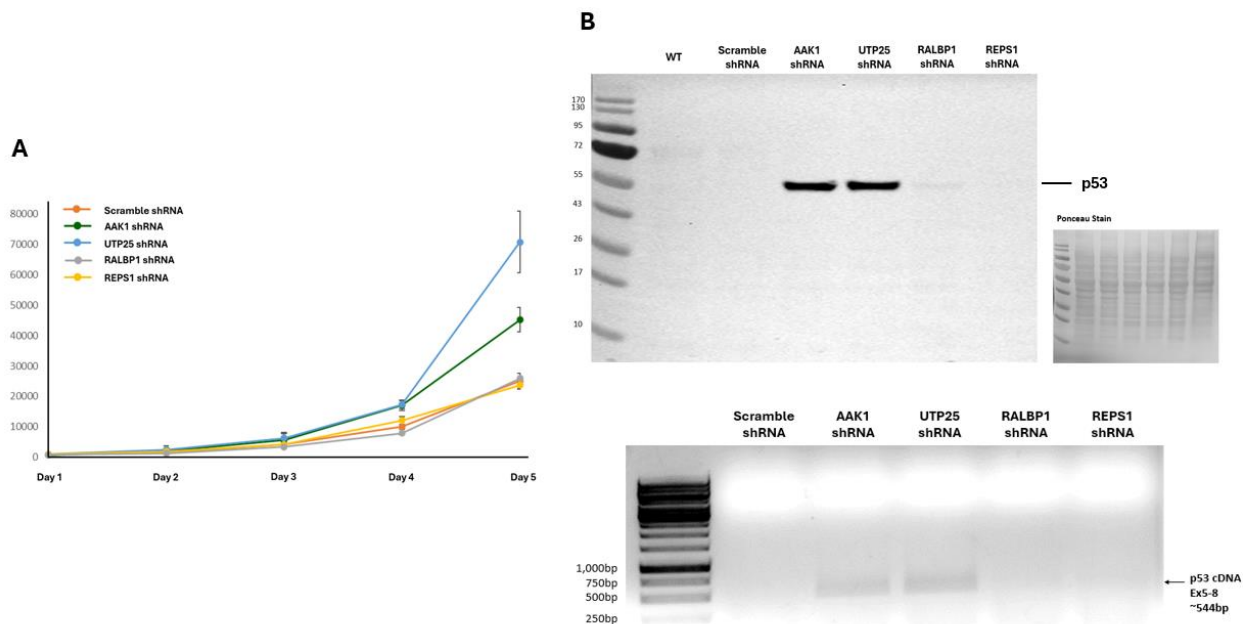 A
80000
70000
60000
50000
40000
30000
20000
10000
0
Scramble shRNA
AAK1 shRNA
UTP25 shRNA
RALBP1 shRNA
REPS1 shRNA
Day 1 Day 2 Day 3 Day 4 Day 5
B
WT Scramble shRNA AAK1 shRNA UTP25 shRNA RALBP1 shRNA REPS1 shRNA
170
130
95
72
55
43
26
17
10
p53
Ponceau Stain
Scramble shRNA AAK1 shRNA UTP25 shRNA RALBP1 shRNA REPS1 shRNA
1,000bp
750bp
500bp
250bp
p53 cDNA
Ex5-8
~544bp